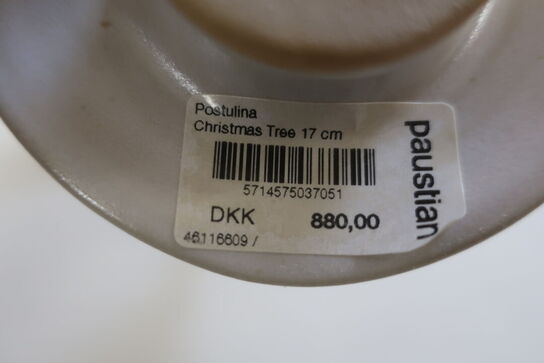 Postulina
Christmas Tree 17 cm
5714575037051
DKK 880,00
46116609 /
paustian